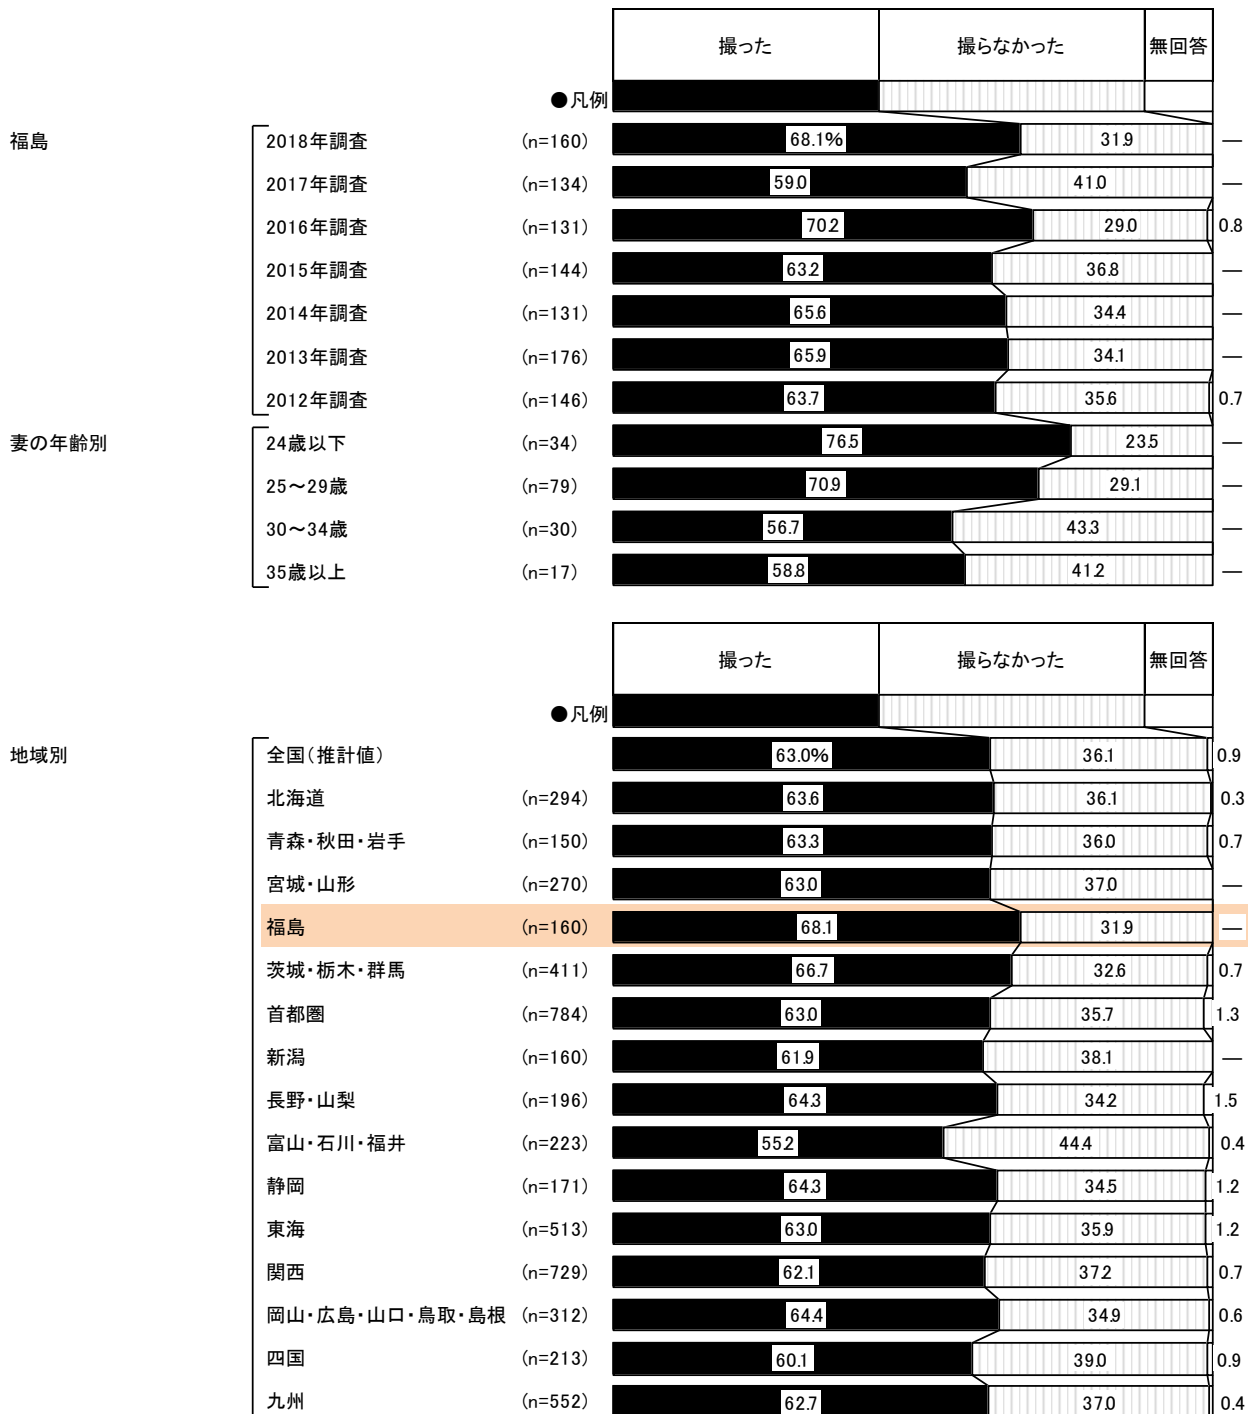 撮った 撮らなかった 無回答
●凡例
福島 2018年調査 (n=160) 68.1% 31.9 —
2017年調査 (n=134) 59.0 41.0 —
2016年調査 (n=131) 70.2 29.0 0.8
2015年調査 (n=144) 63.2 36.8 —
2014年調査 (n=131) 65.6 34.4 —
2013年調査 (n=176) 65.9 34.1 —
2012年調査 (n=146) 63.7 35.6 0.7
妻の年齢別 24歳以下 (n=34) 76.5 23.5 —
25～29歳 (n=79) 70.9 29.1 —
30～34歳 (n=30) 56.7 43.3 —
35歳以上 (n=17) 58.8 41.2 —
撮った 撮らなかった 無回答
●凡例
地域別 全国(推計値) 63.0% 36.1 0.9
北海道 (n=294) 63.6 36.1 0.3
青森・秋田・岩手 (n=150) 63.3 36.0 0.7
宮城・山形 (n=270) 63.0 37.0 —
福島 (n=160) 68.1 31.9 —
茨城・栃木・群馬 (n=411) 66.7 32.6 0.7
首都圏 (n=784) 63.0 35.7 1.3
新潟 (n=160) 61.9 38.1 —
長野・山梨 (n=196) 64.3 34.2 1.5
富山・石川・福井 (n=223) 55.2 44.4 0.4
静岡 (n=171) 64.3 34.5 1.2
東海 (n=513) 63.0 35.9 1.2
関西 (n=729) 62.1 37.2 0.7
岡山・広島・山口・鳥取・島根 (n=312) 64.4 34.9 0.6
四国 (n=213) 60.1 39.0 0.9
九州 (n=552) 62.7 37.0 0.4